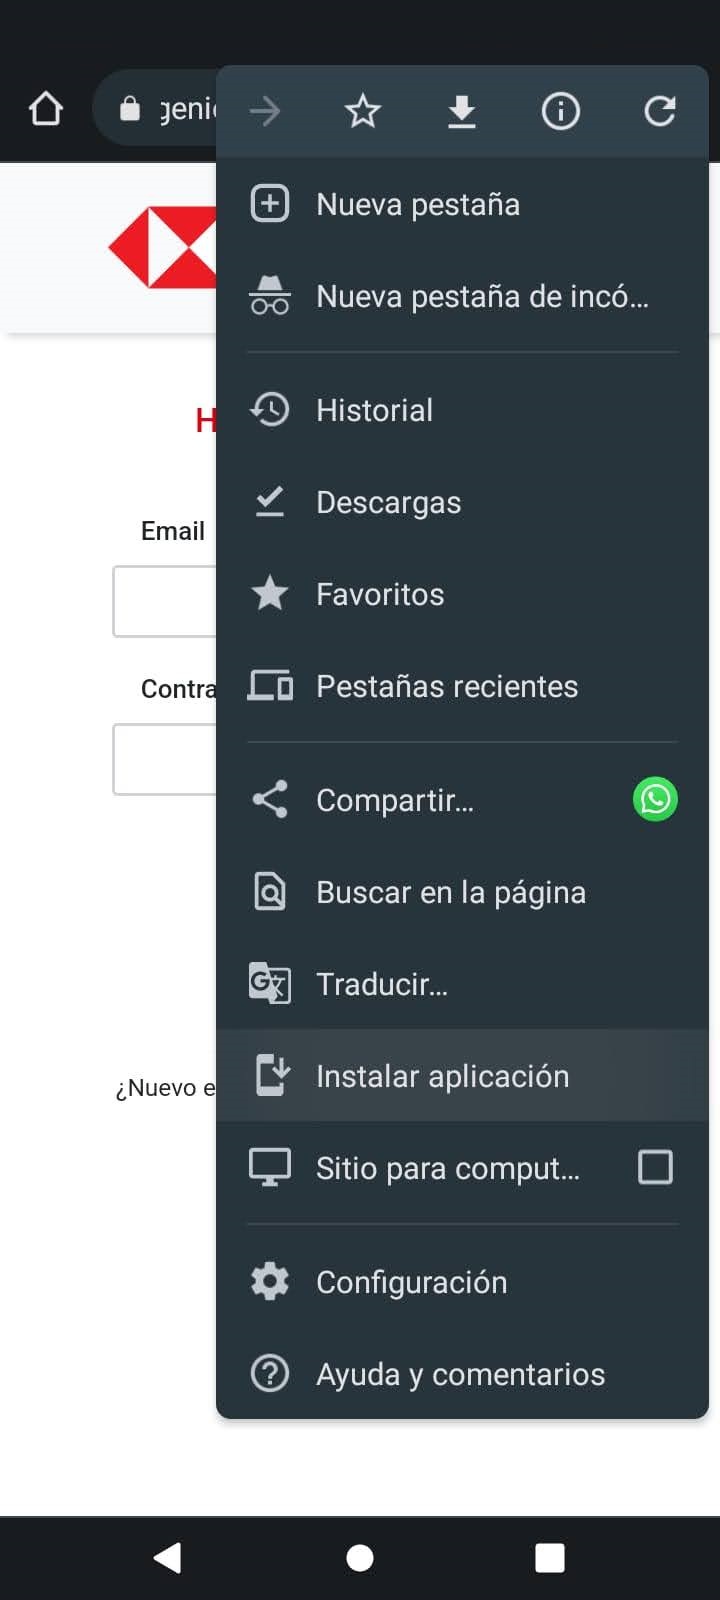 geni
Nueva pestaña
Nueva pestaña de incó...
Historial
H
Descargas
Email
Favoritos
Contra
Pestañas recientes
Compartir...
Buscar en la página
Traducir...
Instalar aplicación
¿Nuevo e
Sitio para comput...
Configuración
Ayuda y comentarios